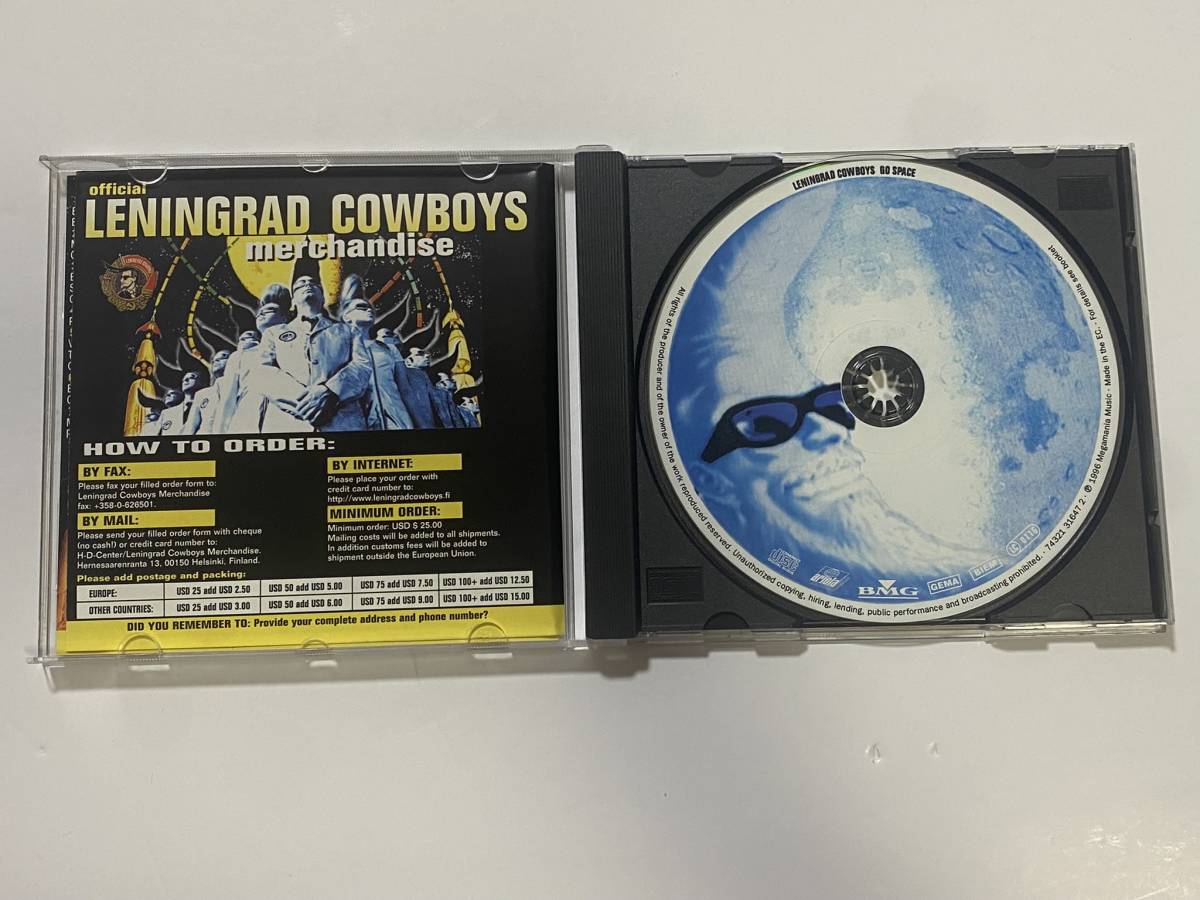 official
LENINGRAD COWBOYS
merchandise
HOW TO ORDER:
BY FAX:
Please fax your filled order form to:
Leningrad Cowboys Merchandise
fax: +358-0-626501.
BY MAIL:
Please send your filled order form with cheque
(no cash!) or credit card number to:
H-D-Center/Leningrad Cowboys Merchandise.
Hernesaarenranta 13, 00150 Helsinki, Finland.
BY INTERNET:
Please place your order with
credit card number to:
http://www.leningradcowboys.fi
MINIMUM ORDER:
Minimum order: USD $ 25.00
Mailing costs will be added to all shipments.
In addition customs fees will be added to
shipment outside the European Union.
Please add postage and packing:
EUROPE: USD 25 add USD 2.50 USD 50 add USD 5.00 USD 75 add USD 7.50 USD 100+ add USD 12.50
OTHER COUNTRIES: USD 25 add USD 3.00 USD 50 add USD 6.00 USD 75 add USD 9.00 USD 100+ add USD 15.00
DID YOU REMEMBER TO: Provide your complete address and phone number?
LENINGRAD COWBOYS GO SPACE
All rights of the producer and of the owner of the work reproduced reserved. Unauthorized copying, hiring, lending, public performance and broadcasting prohibited. · 74321 31647 2 · ℗ 1996 Megamania Music · Made in the EC. · For details see booklet
disc
ariola
BMG
GEMA
BIEM
LC 0116